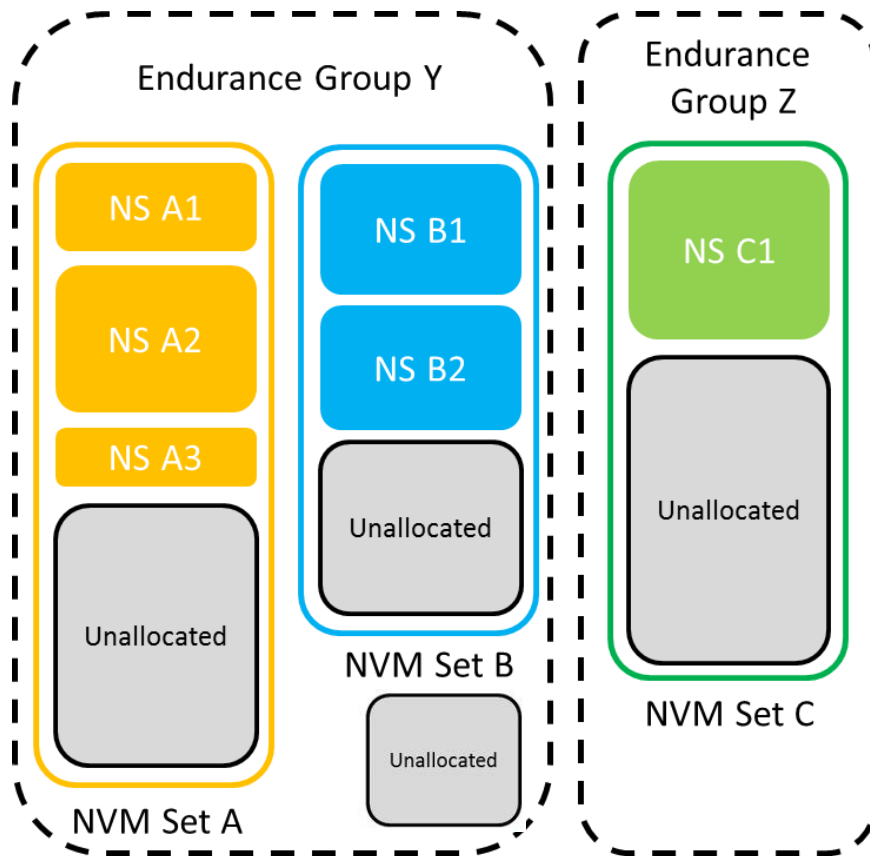 Endurance Group Y
NS A1
NS A2
NS A3
Unallocated
NVM Set A
NS B1
NS B2
Unallocated
NVM Set B
Unallocated
Endurance
Group Z
NS C1
Unallocated
NVM Set C